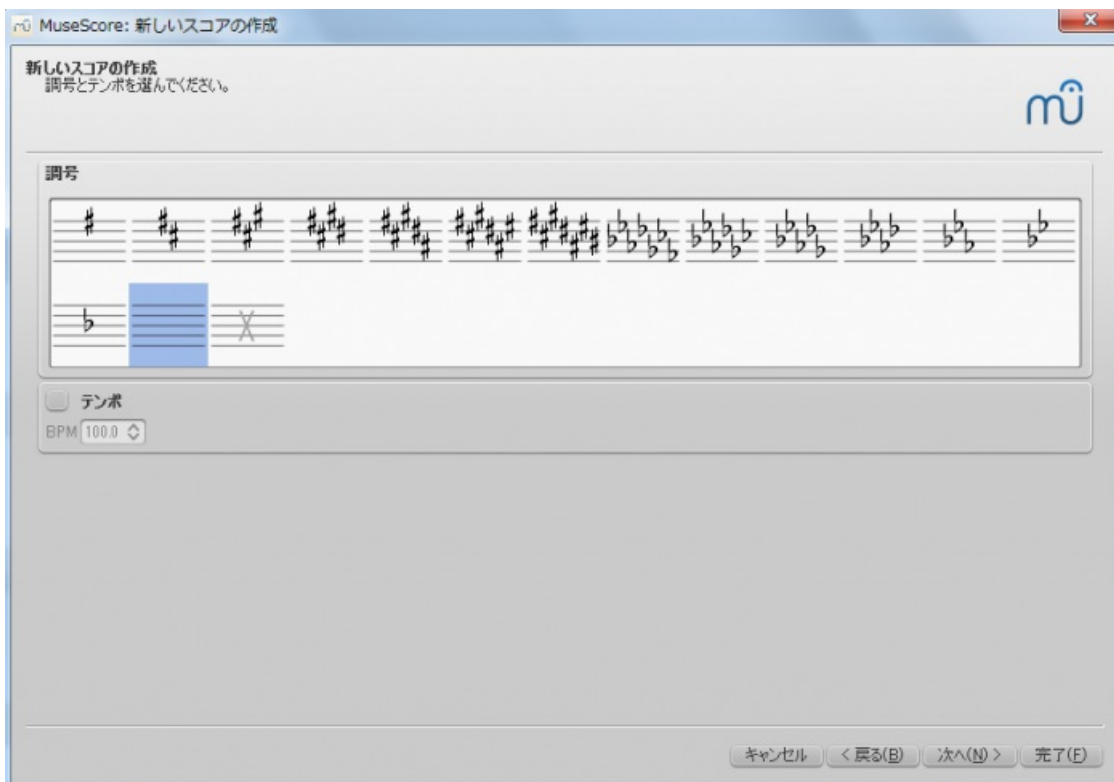 MuseScore: 新しいスコアの作成
新しいスコアの作成
調号とテンポを選んでください。
調号
テンポ
BPM 100.0
キャンセル < 戻る(B) 次へ(N) > 完了(F)